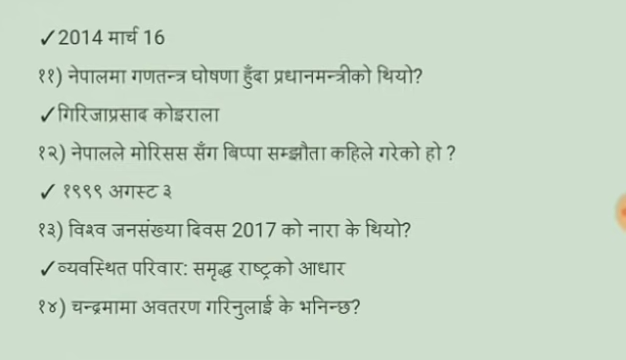 ✓2014 मार्च 16
११) नेपालमा गणतन्त्र घोषणा हुँदा प्रधानमन्त्रीको थियो?
✓गिरिजाप्रसाद कोइराला
१२) नेपालले मोरिसस सँग बिप्पा सम्झौता कहिले गरेको हो ?
✓ १९९९ अगस्ट ३
१३) विश्व जनसंख्या दिवस 2017 को नारा के थियो?
✓व्यवस्थित परिवार: समृद्ध राष्ट्रको आधार
१४) चन्द्रमामा अवतरण गरिनुलाई के भनिन्छ?